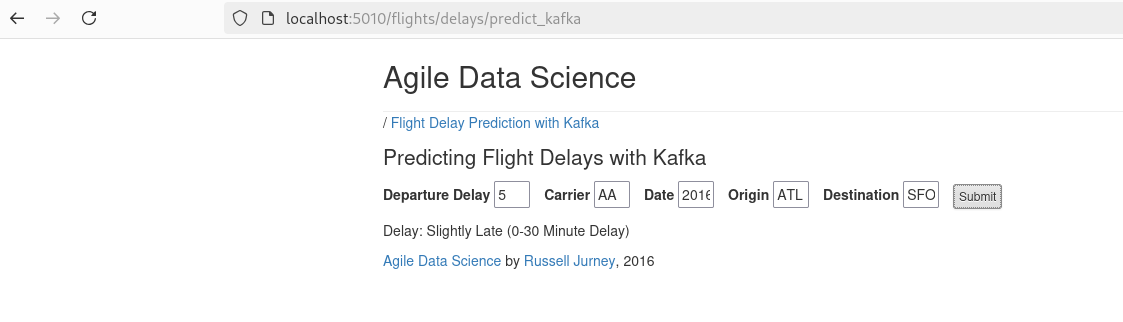 localhost:5010/flights/delays/predict_kafka
Agile Data Science
/ Flight Delay Prediction with Kafka
Predicting Flight Delays with Kafka
Departure Delay 5 Carrier AA Date 2016 Origin ATL Destination SFO Submit
Delay: Slightly Late (0-30 Minute Delay)
Agile Data Science by Russell Jurney, 2016